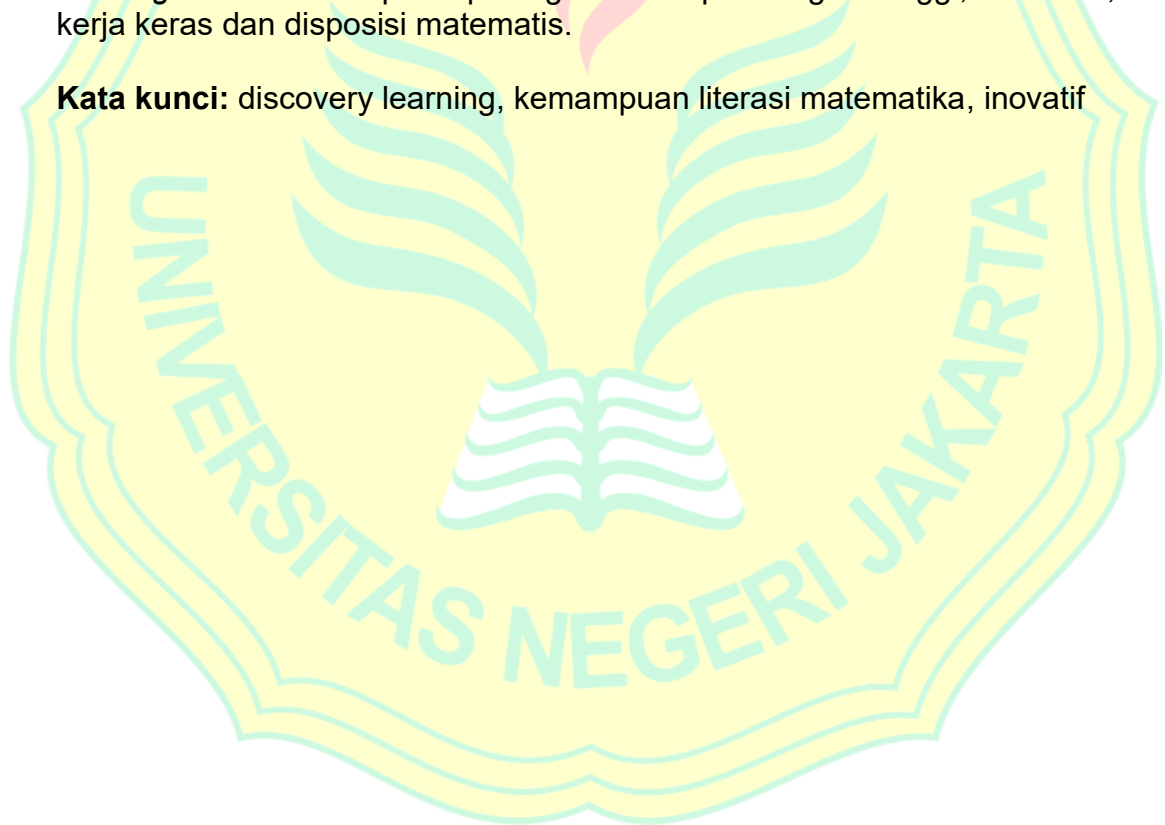 kerja keras dan disposisi matematis.
Kata kunci: discovery learning, kemampuan literasi matematika, inovatif
UNIVERSITAS NEGERI JAKARTA